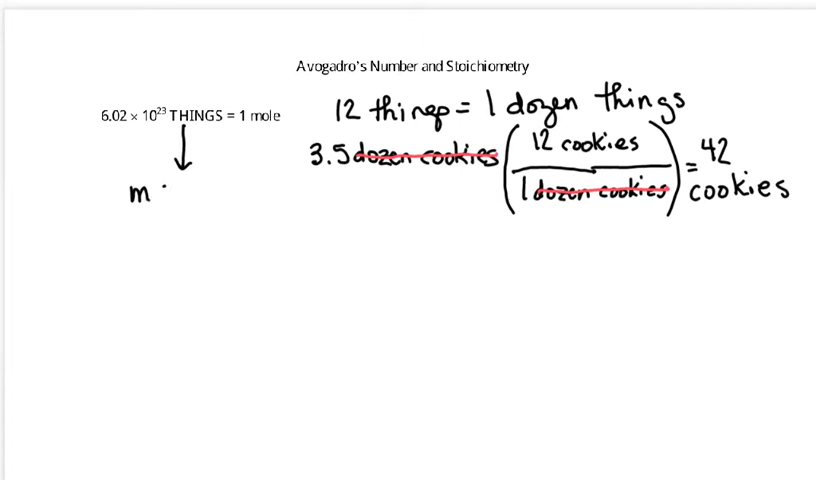 Avogadro's Number and Stoichiometry
6.02 × 10²³ THINGS = 1 mole
12 things = 1 dozen things
3.5 dozen cookies (12 cookies / 1 dozen cookies) = 42 cookies
m